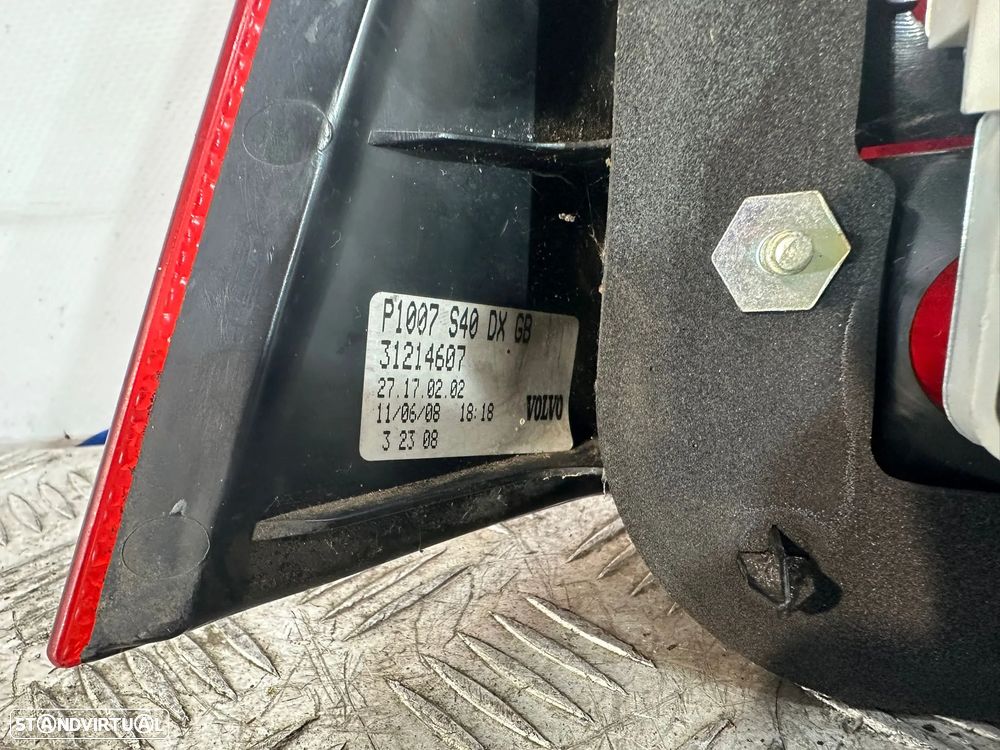 P1007 S40 DX GB
31214607
27.17.02.02
11/06/08 18:18 VOLVO
3 23 08
STANDVIRTUAL